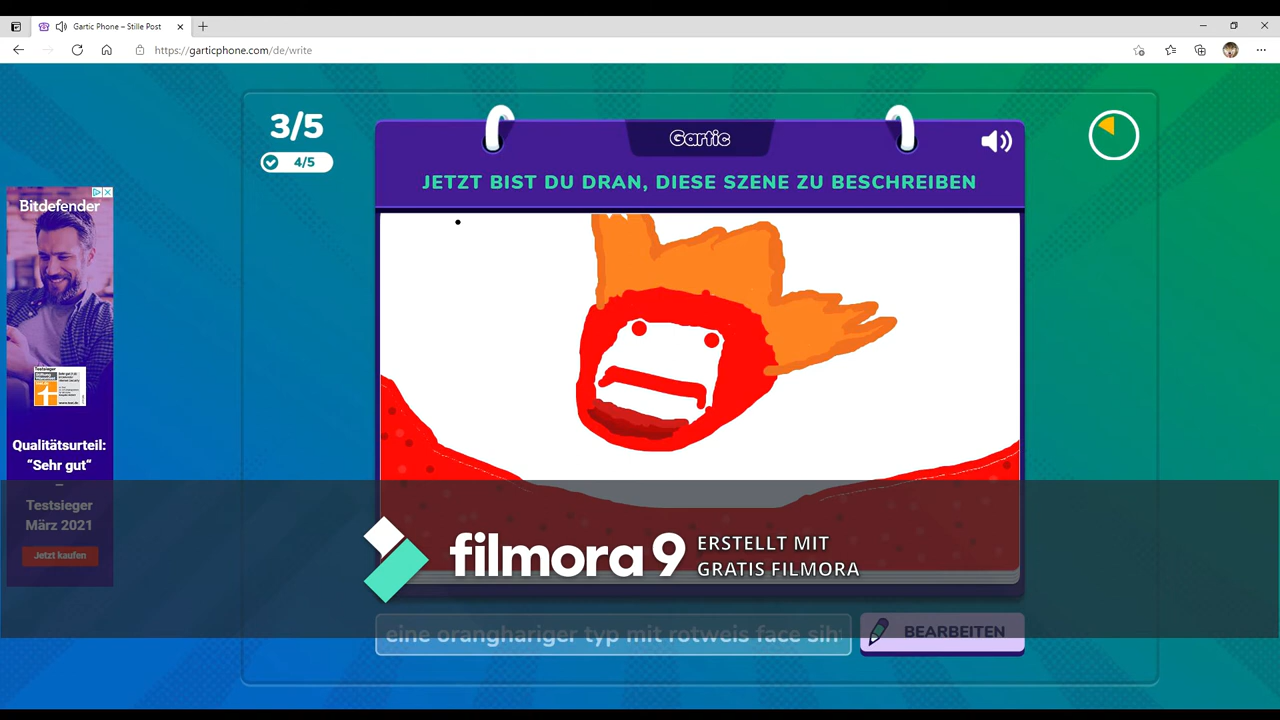 Gartic Phone – Stille Post
https://garticphone.com/de/write
3/5
4/5
Gartic
JETZT BIST DU DRAN, DIESE SZENE ZU BESCHREIBEN
Bitdefender
Qualitätsurteil:
“Sehr gut“
–
Testsieger
März 2021
Jetzt kaufen
filmora9
ERSTELLT MIT
GRATIS FILMORA
eine oranghariger typ mit rotweis face
BEARBEITEN